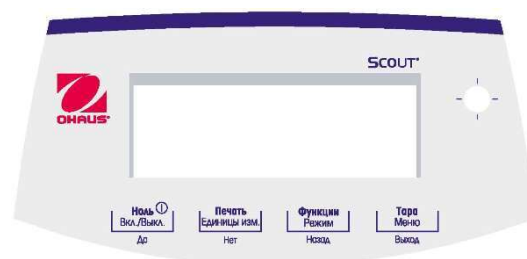 SCOUT
OHAUS
Ноль Печать Функции Тара
Вкл./Выкл. Единицы изм. Режим Меню
Да Нет Назад Выход